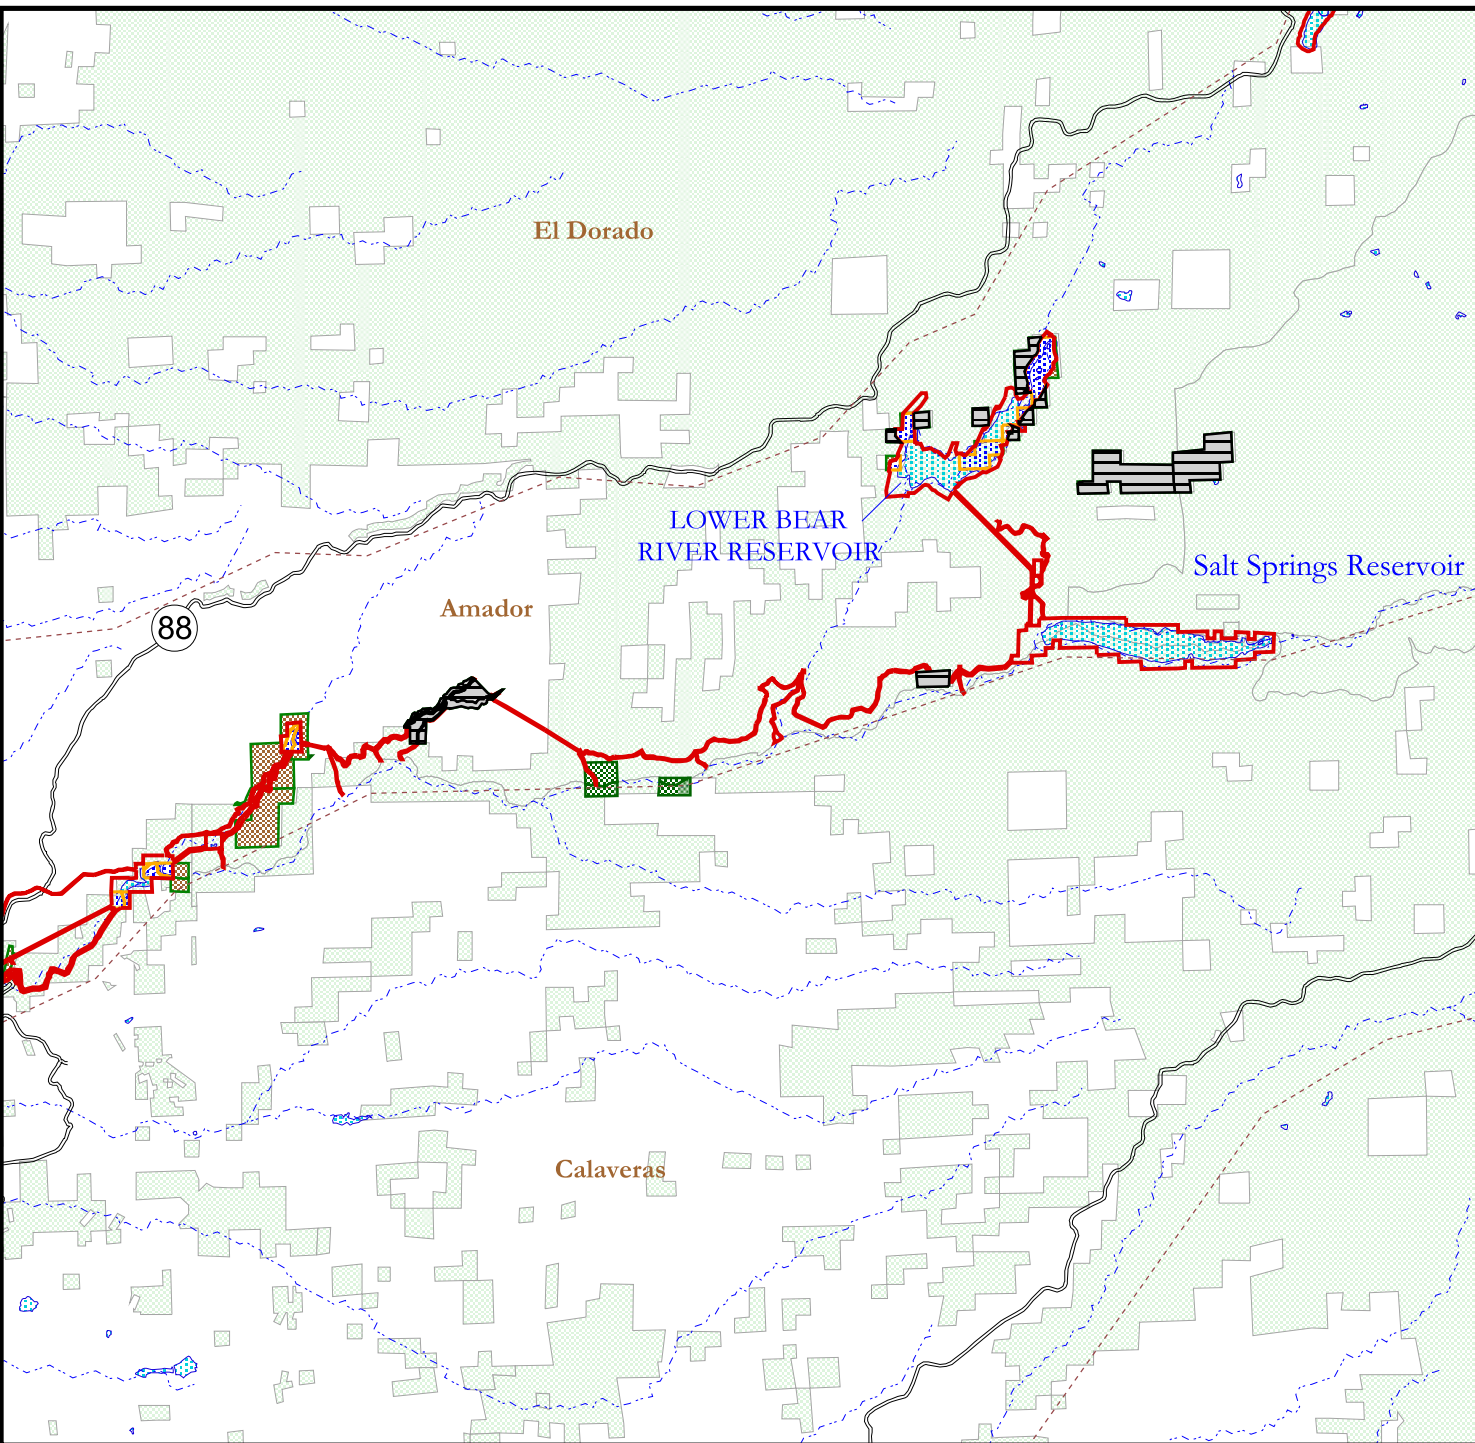 El Dorado
LOWER BEAR
RIVER RESERVOIR
Salt Springs Reservoir
Amador
88
Calaveras